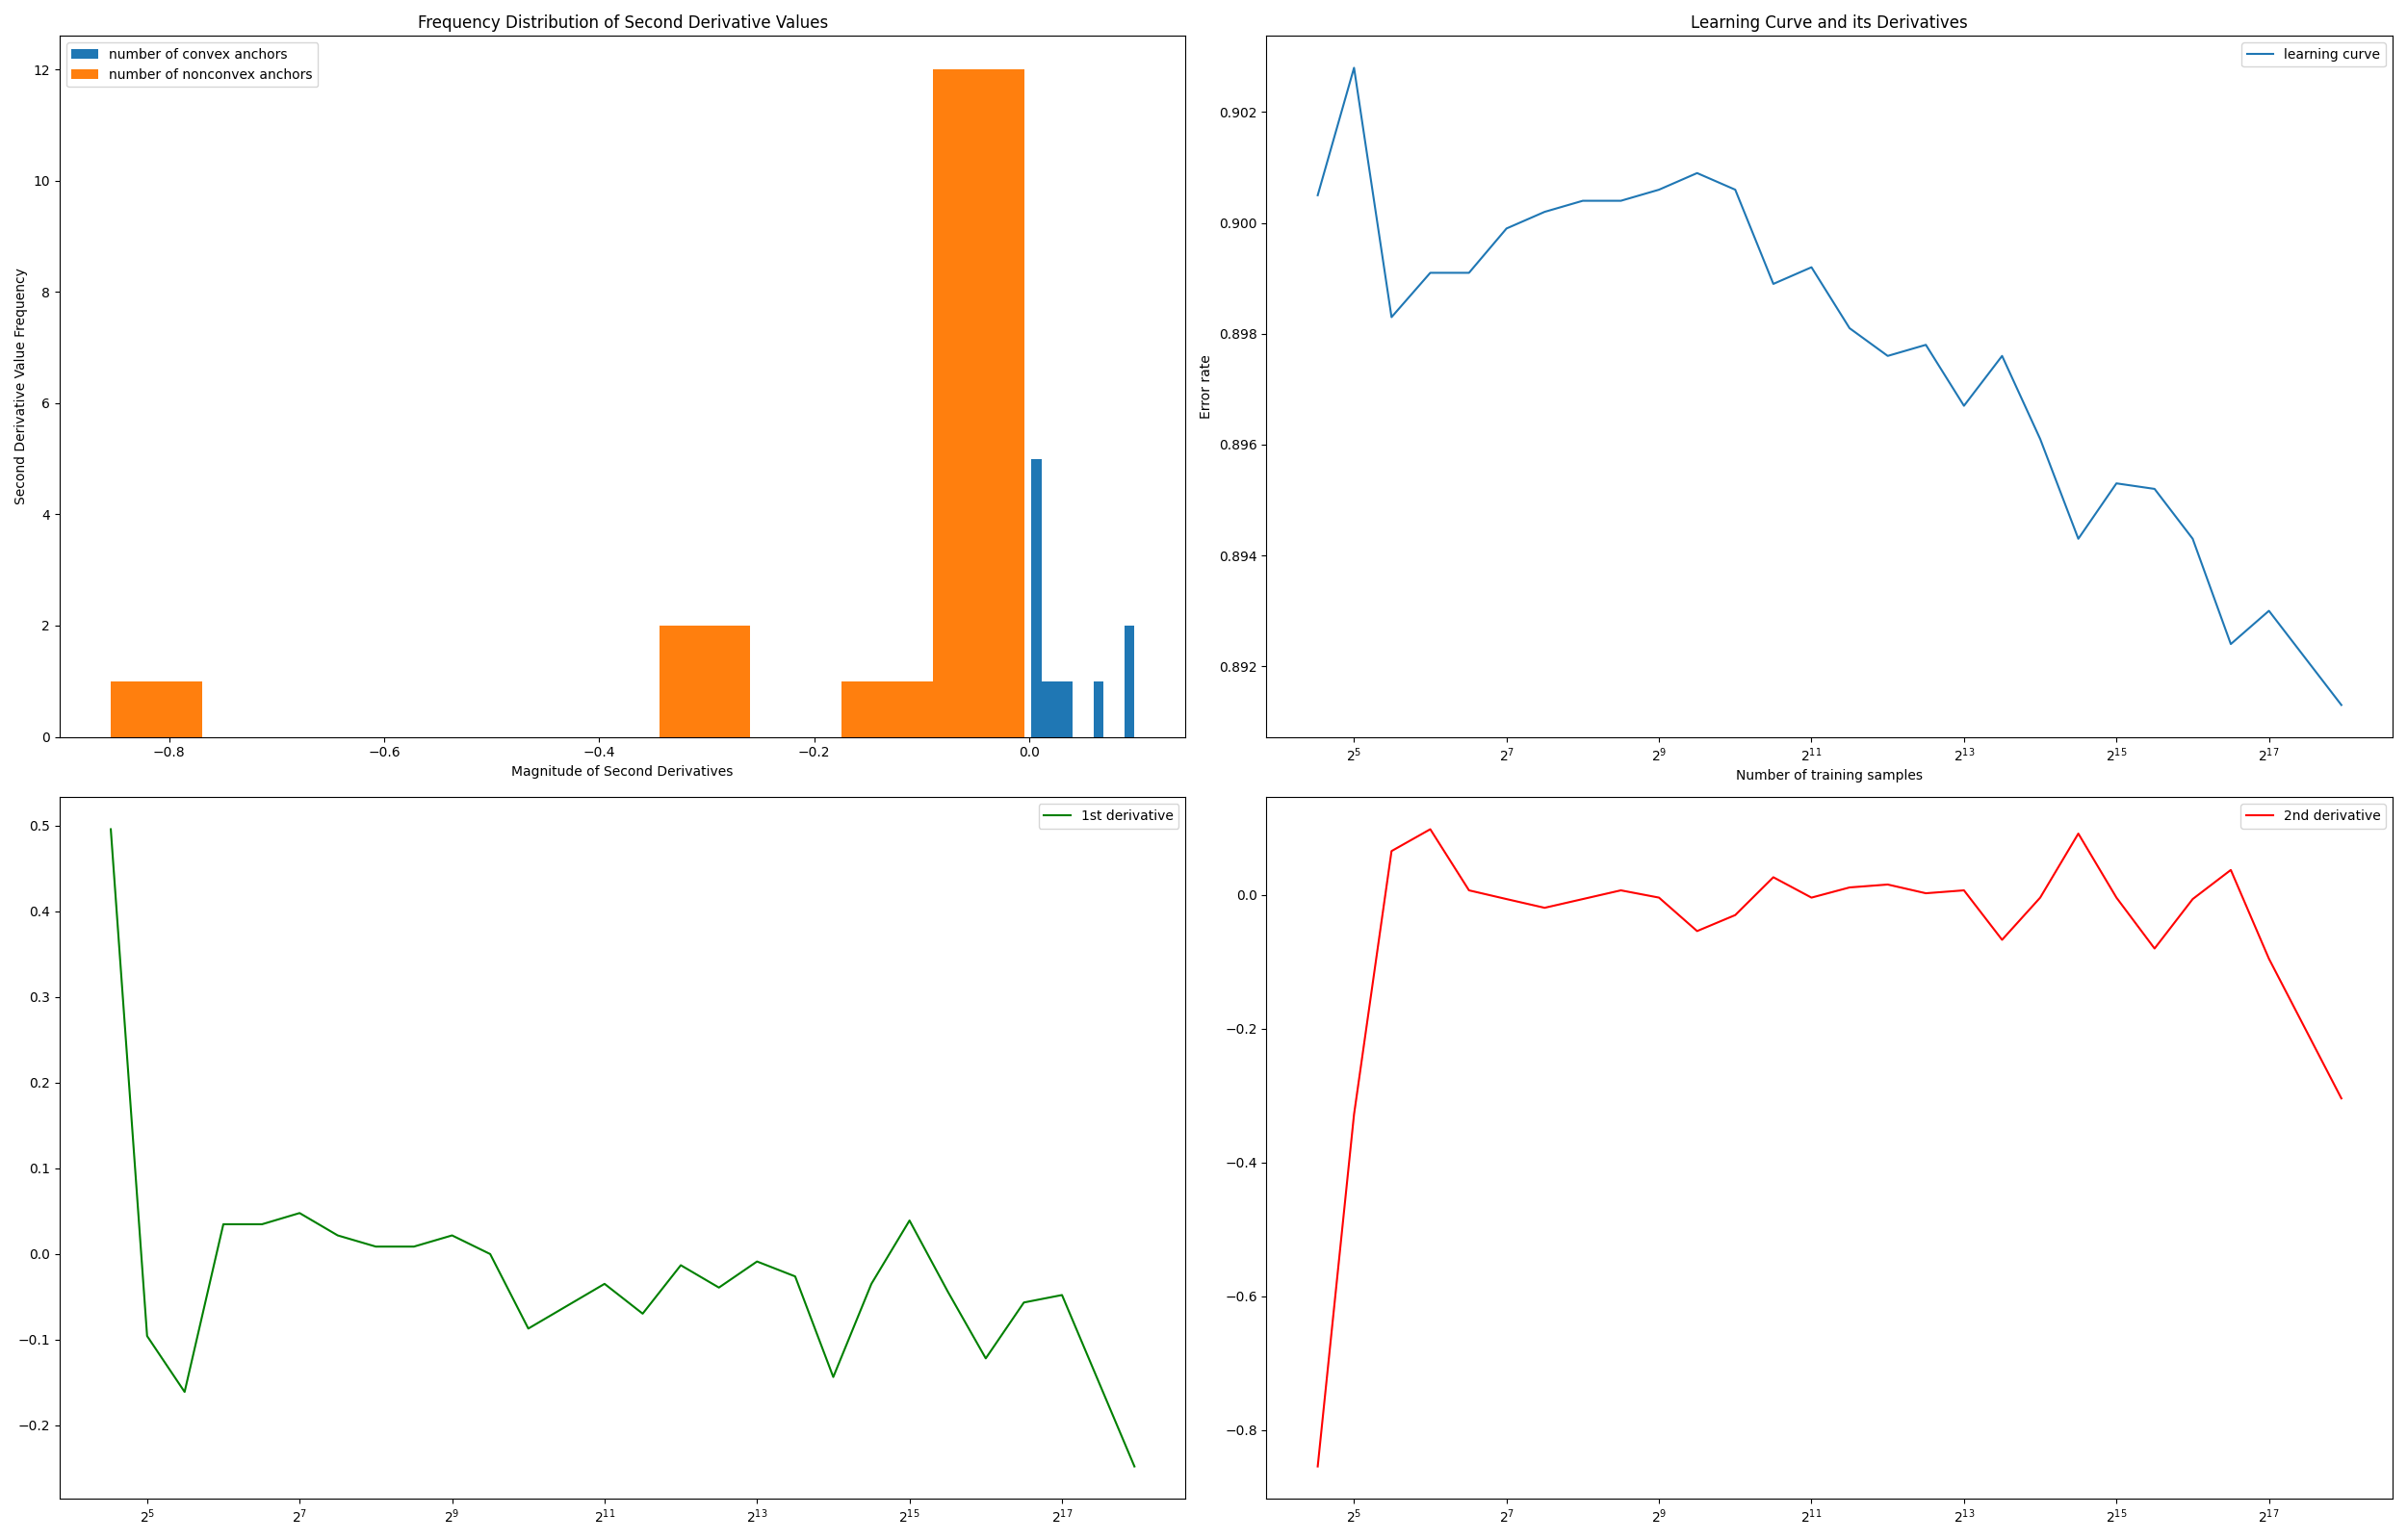 Frequency Distribution of Second Derivative Values
number of convex anchors
number of nonconvex anchors
12
10
8
6
4
2
0
Second Derivative Value Frequency
−0.8 −0.6 −0.4 −0.2 0.0
Magnitude of Second Derivatives
Learning Curve and its Derivatives
learning curve
0.902
0.900
0.898
0.896
0.894
0.892
Error rate
2^5 2^7 2^9 2^11 2^13 2^15 2^17
Number of training samples
1st derivative
0.5
0.4
0.3
0.2
0.1
0.0
−0.1
−0.2
2^5 2^7 2^9 2^11 2^13 2^15 2^17
2nd derivative
0.0
−0.2
−0.4
−0.6
−0.8
2^5 2^7 2^9 2^11 2^13 2^15 2^17